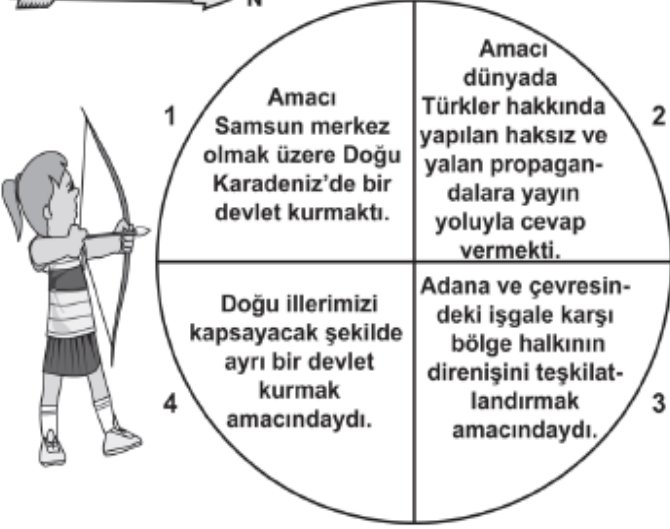 N
1
Amacı
Samsun merkez
olmak üzere Doğu
Karadeniz'de bir
devlet kurmaktı.
Amacı
dünyada
Türkler hakkında
yapılan haksız ve
yalan propagan-
dalara yayın
yoluyla cevap
vermekti.
2
Doğu illerimizi
kapsayacak şekilde
ayrı bir devlet
kurmak
amacındaydı.
4
Adana ve çevresin-
deki işgale karşı
bölge halkının
direnişini teşkilat-
landırmak
amacındaydı.
3